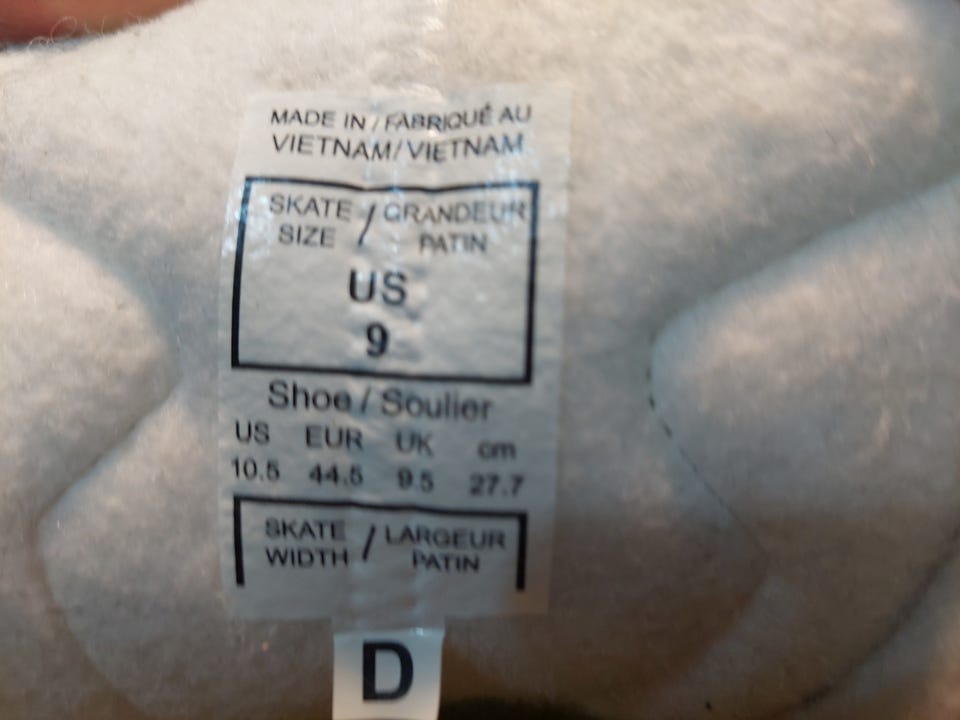 MADE IN / FABRIQUÉ AU
VIETNAM / VIETNAM
SKATE / GRANDEUR
SIZE PATIN
US
9
Shoe / Soulier
US EUR UK cm
10.5 44.5 9.5 27.7
SKATE / LARGEUR
WIDTH PATIN
D